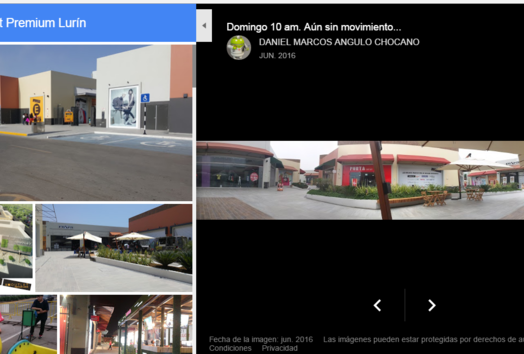 t Premium Lurín
Domingo 10 am. Aún sin movimiento...
DANIEL MARCOS ANGULO CHOCANO
JUN. 2016
Fecha de la imagen: jun. 2016 Las imágenes pueden estar protegidas por derechos de a
Condiciones Privacidad